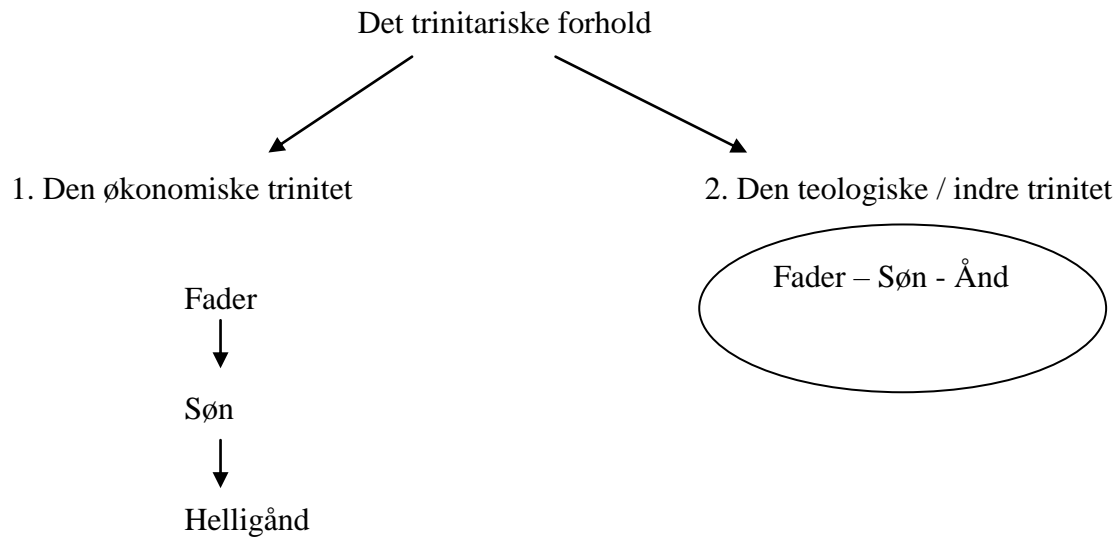 Det trinitariske forhold
1. Den økonomiske trinitet
2. Den teologiske / indre trinitet
Fader
Søn
Helligånd
Fader – Søn - Ånd